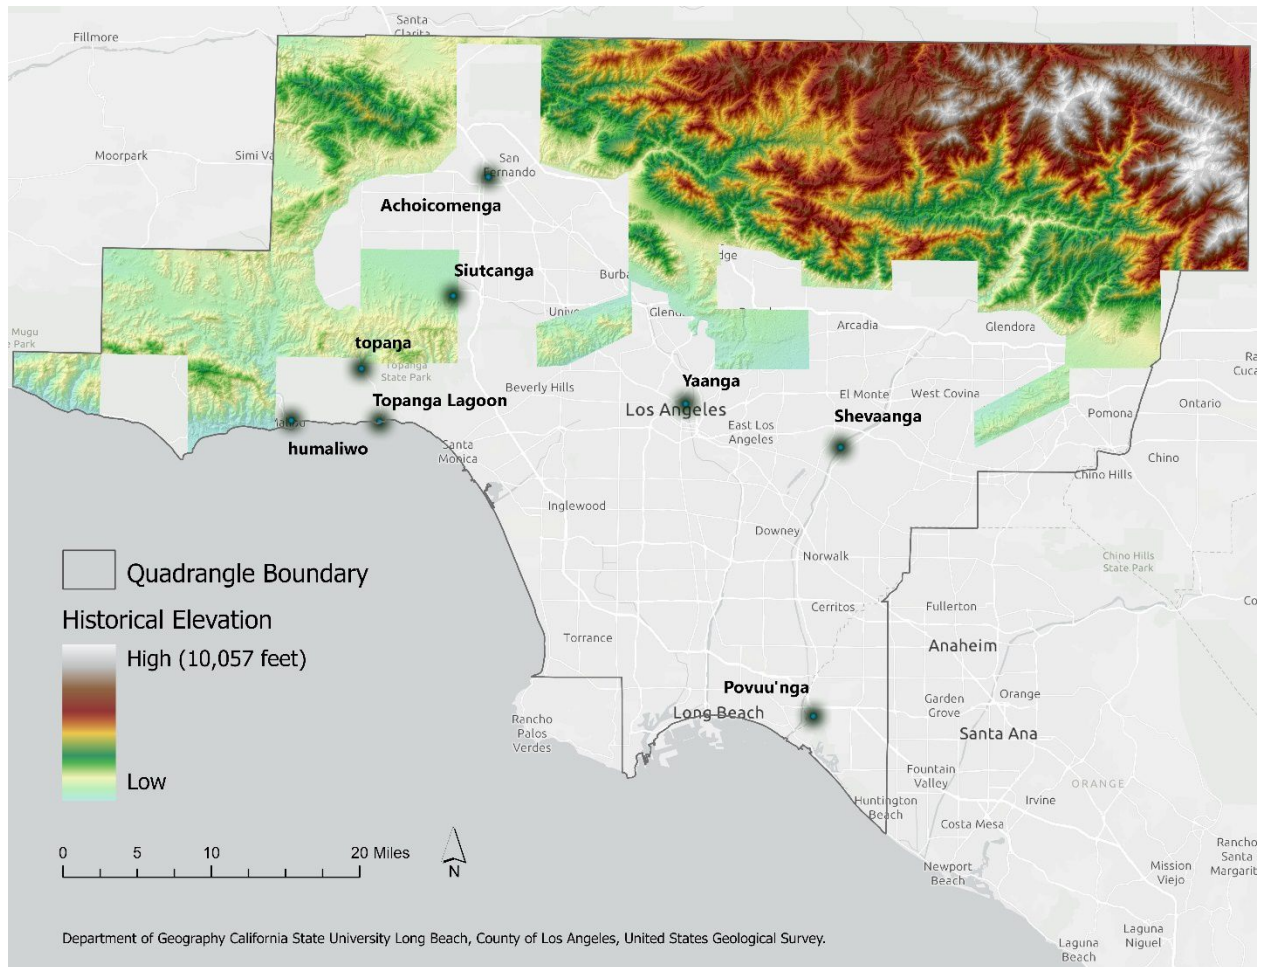 Santa
Clarita
Fillmore
Moorpark
Simi Va
San
Fernando
Achoicomenga
Siutcanga
Burba
dge
Mugu
e Park
Unive
Glend
Arcadia
Glendora
Ra
Cuca
topaŋa
Topanga
State Park
Beverly Hills
Yaanga
El Monte
West Covina
Topanga Lagoon
Los Angeles
Shevaanga
Pomona
Ontario
Malibu
East Los
Angeles
humaliwo
Santa
Monica
Chino
Chino Hills
Inglewood
Downey
Norwalk
Chino Hills
State Park
Quadrangle Boundary
Cerritos
Fullerton
Co
Historical Elevation
Torrance
Anaheim
High (10,057 feet)
Povuu'nga
Garden
Grove
Orange
Long Beach
Rancho
Palos
Verdes
Santa Ana
Low
Fountain
Valley
ORANGE
Huntington
Beach
Irvine
Costa Mesa
0 5 10 20 Miles
N
Newport
Beach
Mission
Viejo
Rancho
Santa
Margarit
Laguna
Niguel
Laguna
Beach
Department of Geography California State University Long Beach, County of Los Angeles, United States Geological Survey.